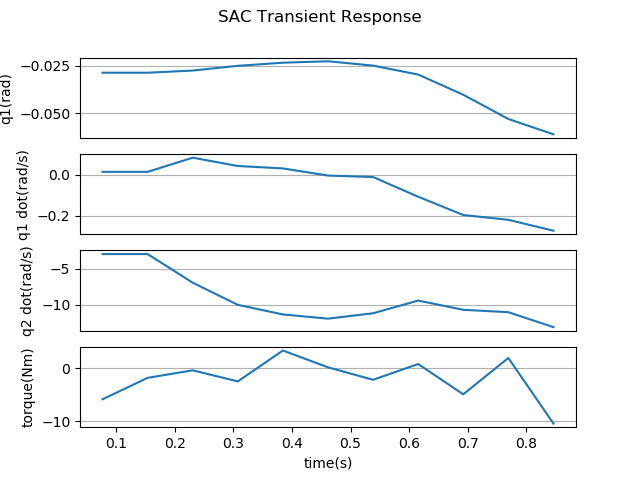 SAC Transient Response
q1(rad)
−0.025
−0.050
q1 dot(rad/s)
0.0
−0.2
q2 dot(rad/s)
−5
−10
torque(Nm)
0
−10
0.1 0.2 0.3 0.4 0.5 0.6 0.7 0.8
time(s)